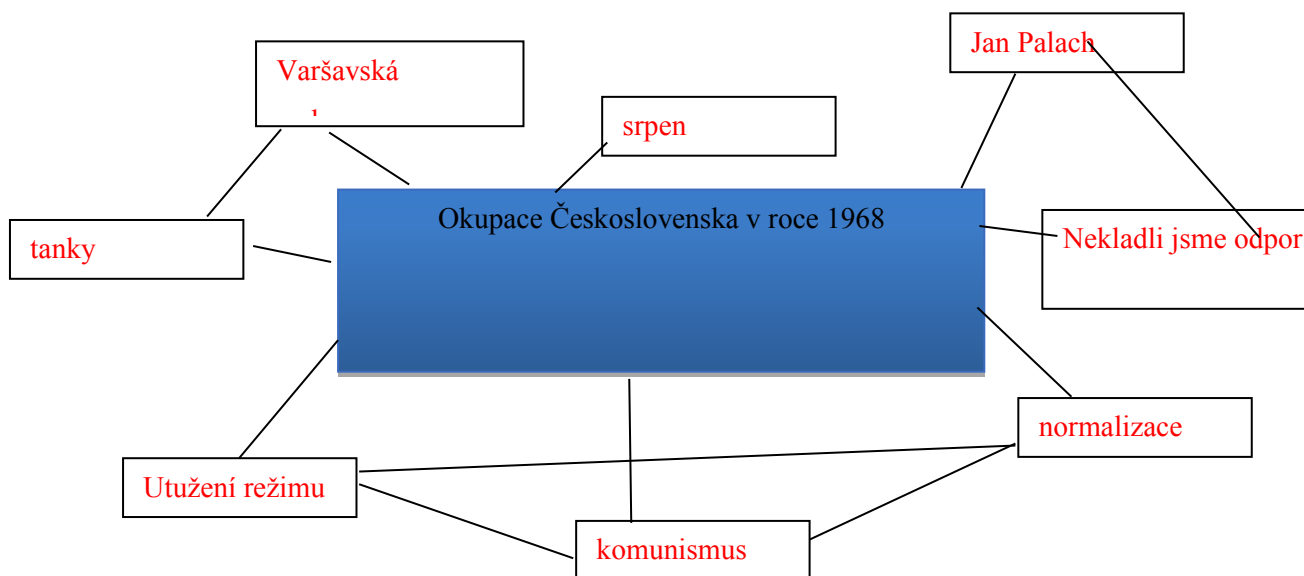 Jan Palach
Varšavská
srpen
Okupace Československa v roce 1968
tanky
Nekladli jsme odpor
normalizace
Utužení režimu
komunismus